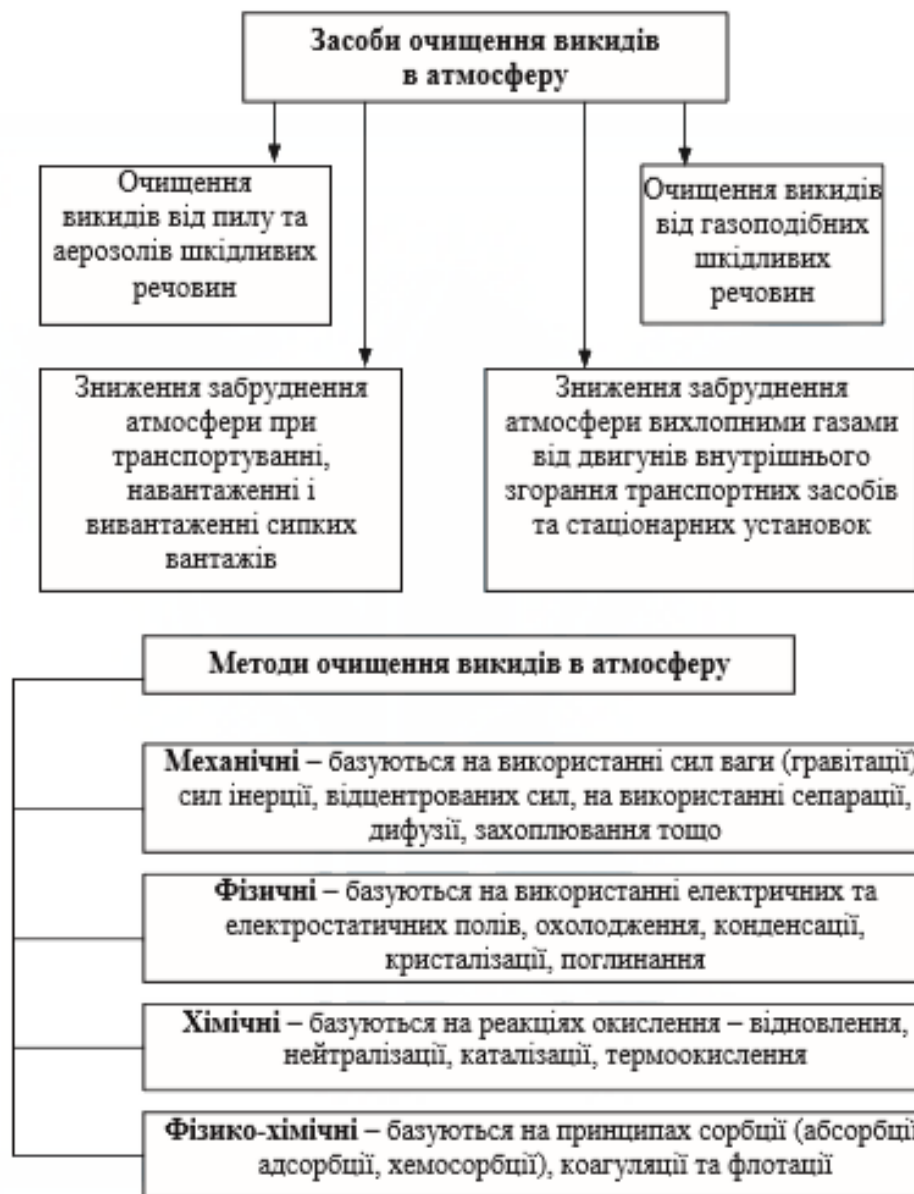 Засоби очищення викидів
в атмосферу
Очищення
викидів від пилу та
аерозолів шкідливих
речовин
Очищення викидів
від газоподібних
шкідливих
речовин
Зниження забруднення
атмосфери при
транспортуванні,
навантаженні і
вивантаженні сипких
вантажів
Зниження забруднення
атмосфери вихлопними газами
від двигунів внутрішнього
згорання транспортних засобів
та стаціонарних установок
Методи очищення викидів в атмосферу
Механічні – базуються на використанні сил ваги (гравітації)
сил інерції, відцентрованих сил, на використанні сепарації,
дифузії, захоплювання тощо
Фізичні – базуються на використанні електричних та
електростатичних полів, охолодження, конденсації,
кристалізації, поглинання
Хімічні – базуються на реакціях окислення – відновлення,
нейтралізації, каталізації, термоокислення
Фізико-хімічні – базуються на принципах сорбції (абсорбції
адсорбції, хемосорбції), коагуляції та флотації